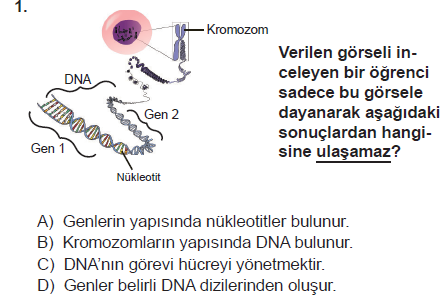 1.
Kromozom
DNA
Gen 2
Gen 1
Nükleotit
Verilen görseli in-
celeyen bir öğrenci
sadece bu görsele
dayanarak aşağıdaki
sonuçlardan hangi-
sine ulaşamaz?
A) Genlerin yapısında nükleotitler bulunur.
B) Kromozomların yapısında DNA bulunur.
C) DNA'nın görevi hücreyi yönetmektir.
D) Genler belirli DNA dizilerinden oluşur.